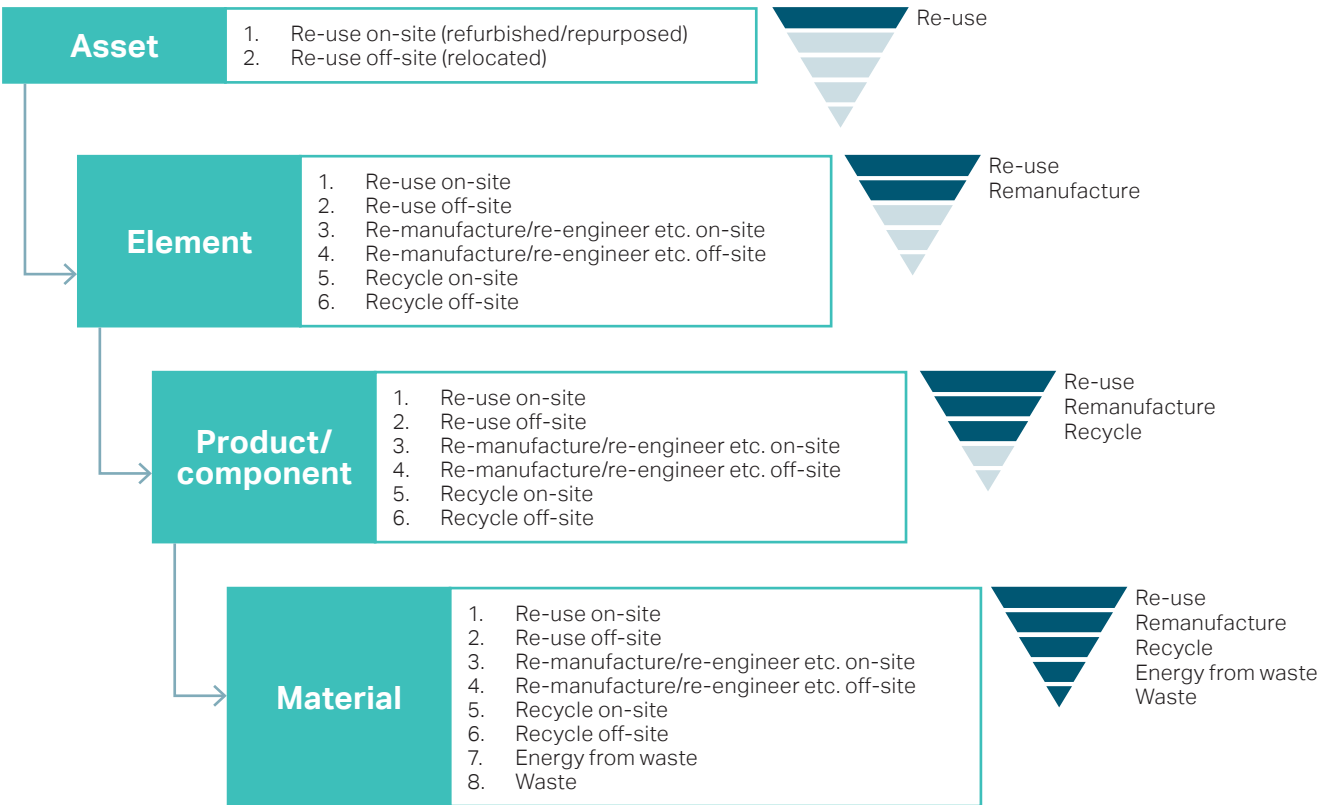 Asset
1. Re-use on-site (refurbished/repurposed)
2. Re-use off-site (relocated)
Re-use
Element
1. Re-use on-site
2. Re-use off-site
3. Re-manufacture/re-engineer etc. on-site
4. Re-manufacture/re-engineer etc. off-site
5. Recycle on-site
6. Recycle off-site
Re-use
Remanufacture
Product/
component
1. Re-use on-site
2. Re-use off-site
3. Re-manufacture/re-engineer etc. on-site
4. Re-manufacture/re-engineer etc. off-site
5. Recycle on-site
6. Recycle off-site
Re-use
Remanufacture
Recycle
Material
1. Re-use on-site
2. Re-use off-site
3. Re-manufacture/re-engineer etc. on-site
4. Re-manufacture/re-engineer etc. off-site
5. Recycle on-site
6. Recycle off-site
7. Energy from waste
8. Waste
Re-use
Remanufacture
Recycle
Energy from waste
Waste